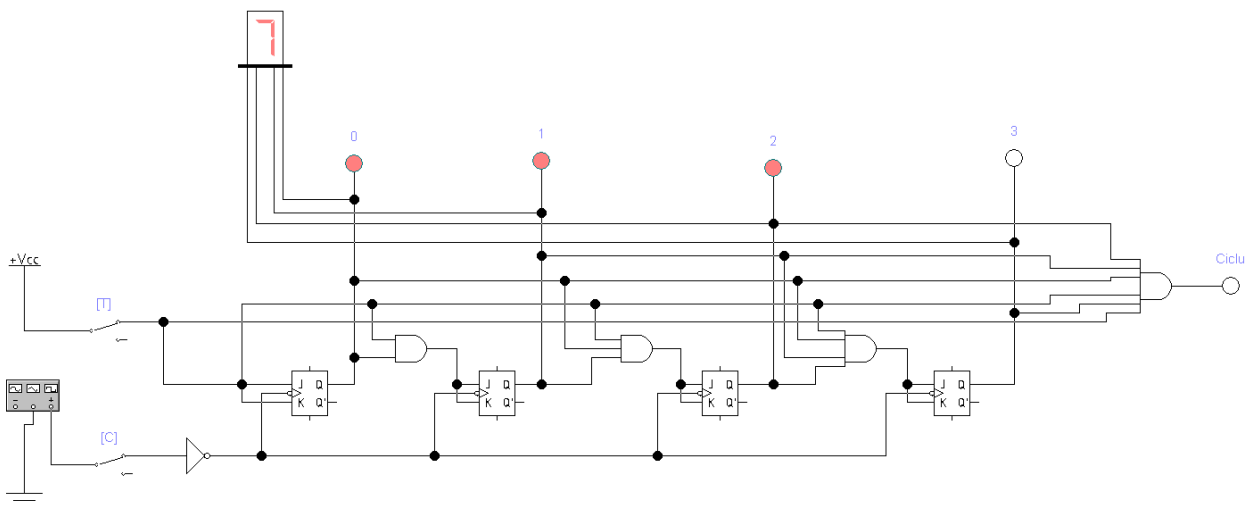 7
0
1
2
3
+Vcc
Ciclu
[T]
J Q
K Q'
J Q
K Q'
J Q
K Q'
J Q
K Q'
[C]